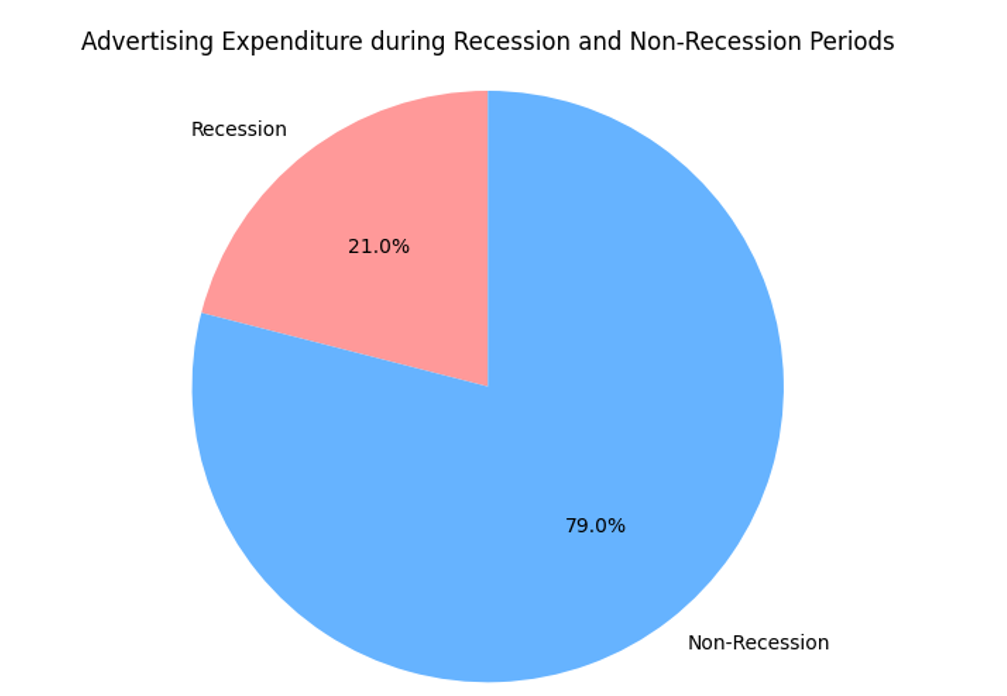 Advertising Expenditure during Recession and Non-Recession Periods
Recession
21.0%
79.0%
Non-Recession